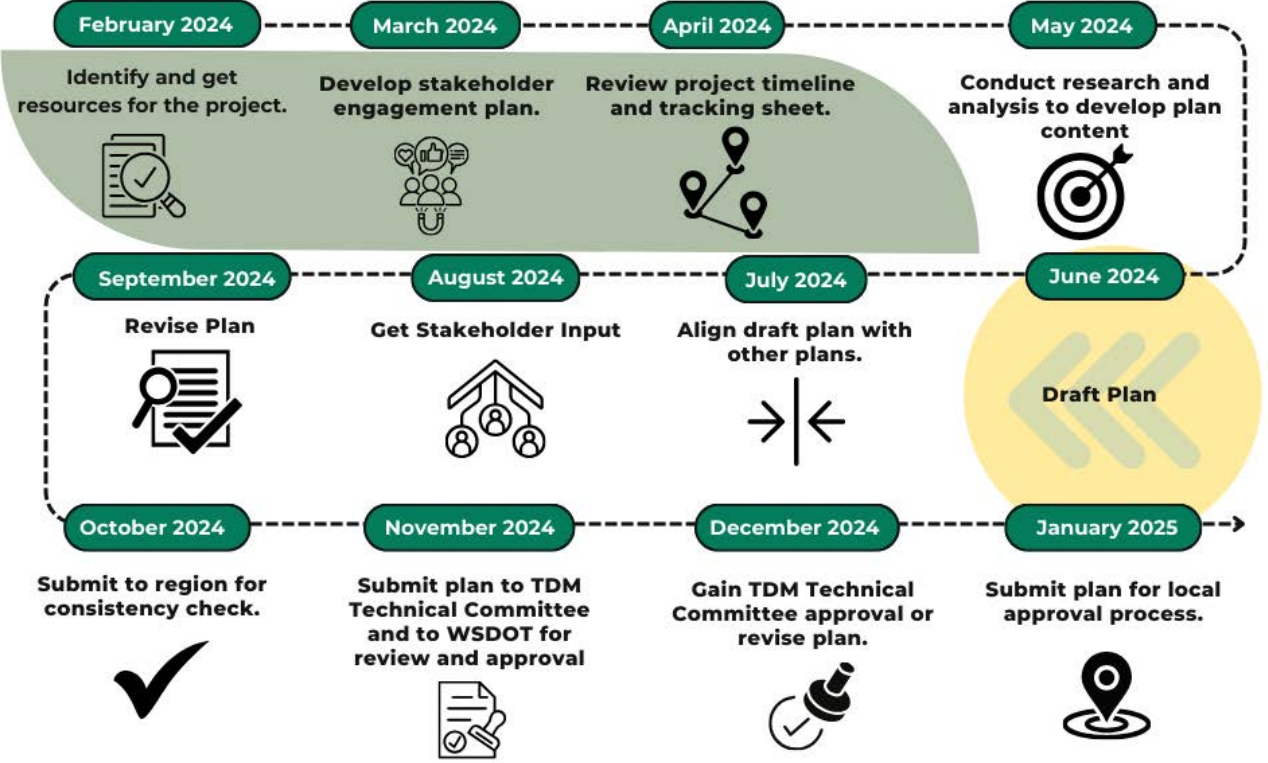 February 2024
Identify and get
resources for the project.
March 2024
Develop stakeholder
engagement plan.
April 2024
Review project timeline
and tracking sheet.
May 2024
Conduct research and
analysis to develop plan
content
June 2024
Draft Plan
July 2024
Align draft plan with
other plans.
August 2024
Get Stakeholder Input
September 2024
Revise Plan
October 2024
Submit to region for
consistency check.
November 2024
Submit plan to TDM
Technical Committee
and to WSDOT for
review and approval
December 2024
Gain TDM Technical
Committee approval or
revise plan.
January 2025
Submit plan for local
approval process.